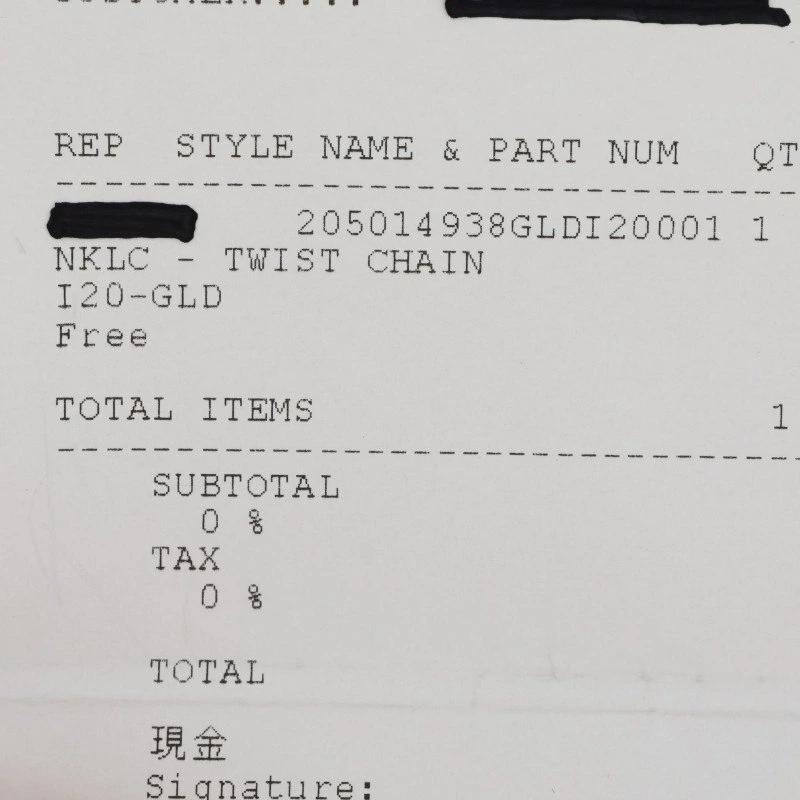 REP STYLE NAME & PART NUM QT
205014938GLDI20001 1
NKLC - TWIST CHAIN
I20-GLD
Free
TOTAL ITEMS 1
SUBTOTAL
0 %
TAX
0 %
TOTAL
現金
Signature: